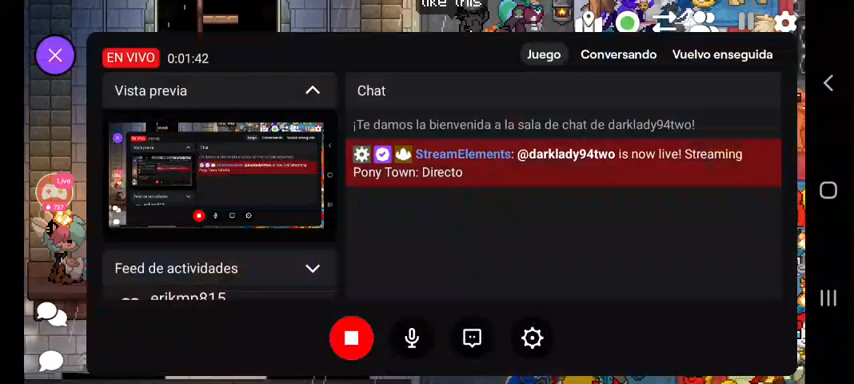 like this
EN VIVO 0:01:42
Juego Conversando Vuelvo enseguida
Vista previa
Chat
¡Te damos la bienvenida a la sala de chat de darklady94two!
StreamElements: @darklady94two is now live! Streaming
Pony Town: Directo
Live
737
Feed de actividades
erikmp815